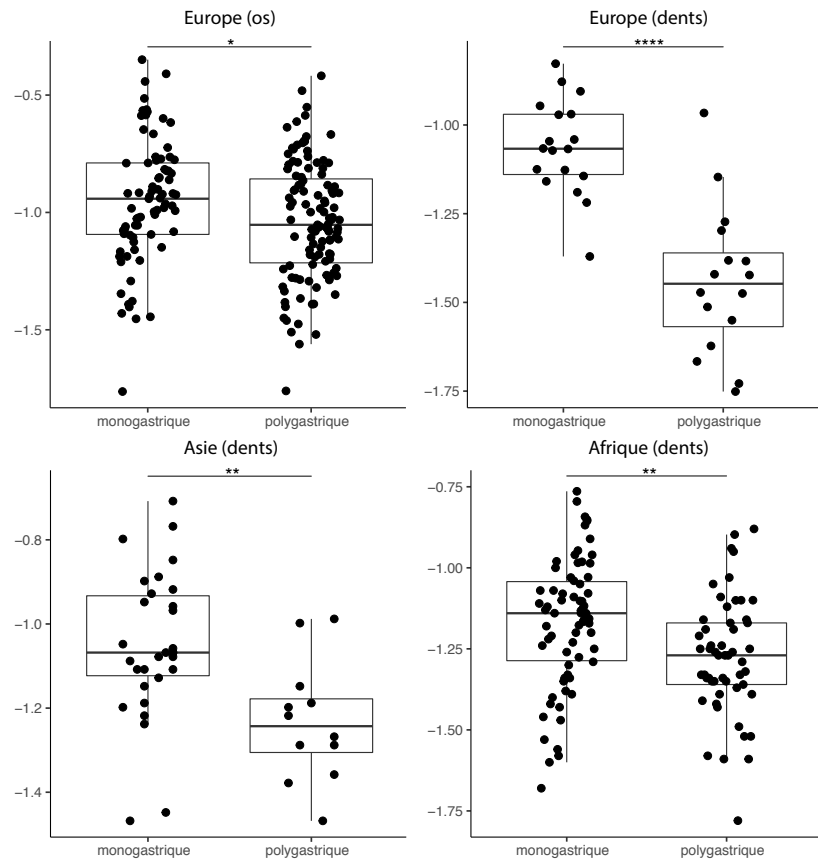 Europe (os)
*
−0.5
−1.0
−1.5
monogastrique
polygastrique
Europe (dents)
****
−1.00
−1.25
−1.50
−1.75
monogastrique
polygastrique
Asie (dents)
**
−0.8
−1.0
−1.2
−1.4
monogastrique
polygastrique
Afrique (dents)
**
−0.75
−1.00
−1.25
−1.50
−1.75
monogastrique
polygastrique